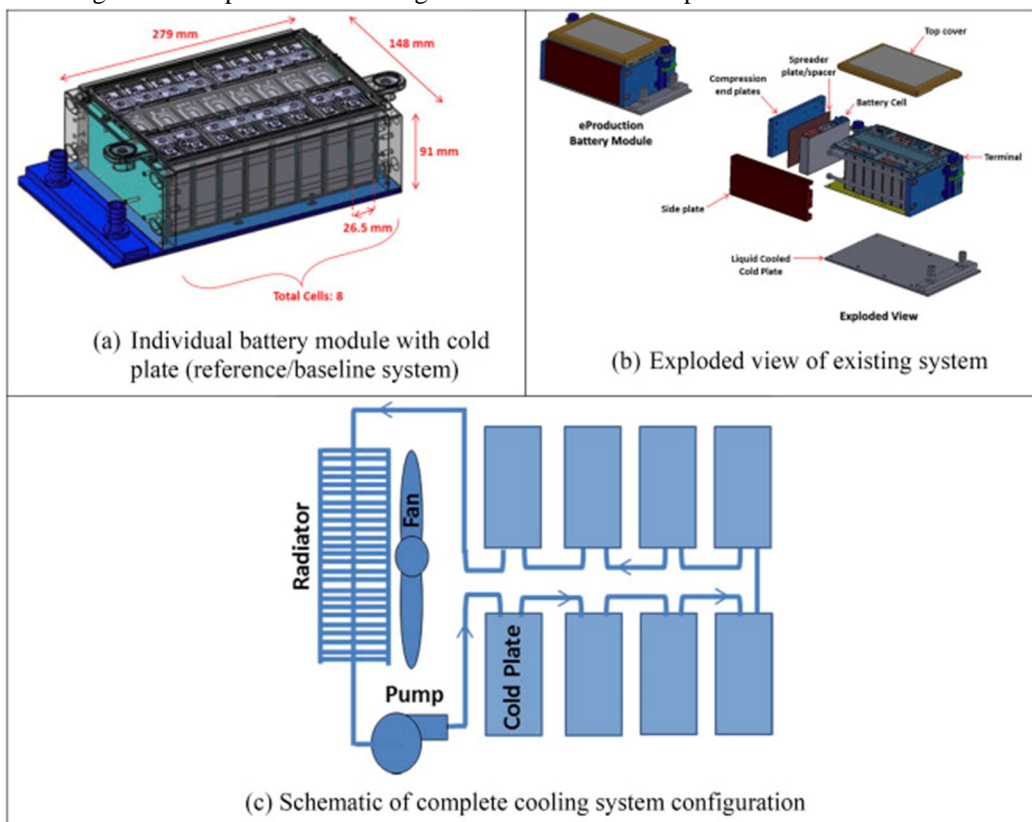 279 mm
148 mm
91 mm
26.5 mm
Total Cells: 8
(a) Individual battery module with cold
plate (reference/baseline system)
Top cover
Spreader
plate/spacer
Compression
end plates
Battery Cell
eProduction
Battery Module
Terminal
Side plate
Liquid Cooled
Cold Plate
Exploded View
(b) Exploded view of existing system
Radiator
Fan
Pump
Cold Plate
(c) Schematic of complete cooling system configuration